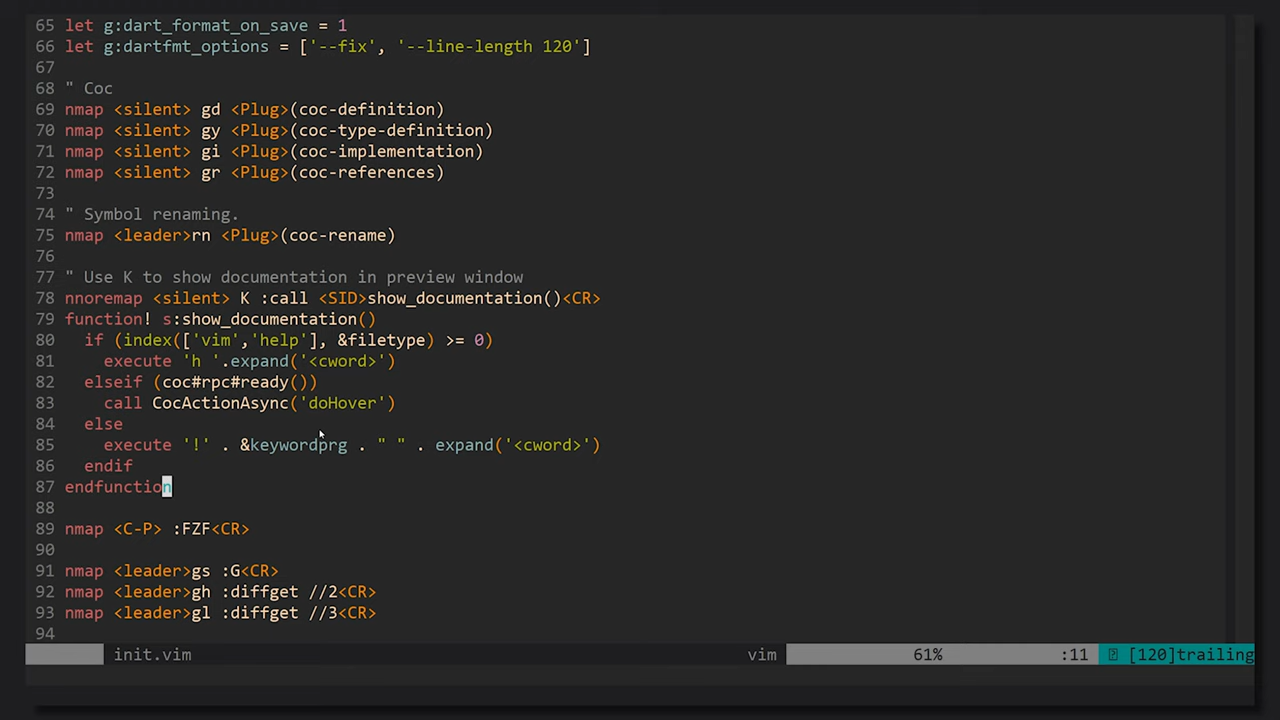 65 let g:dart_format_on_save = 1
66 let g:dartfmt_options = ['--fix', '--line-length 120']
67
68 " Coc
69 nmap <silent> gd <Plug>(coc-definition)
70 nmap <silent> gy <Plug>(coc-type-definition)
71 nmap <silent> gi <Plug>(coc-implementation)
72 nmap <silent> gr <Plug>(coc-references)
73
74 " Symbol renaming.
75 nmap <leader>rn <Plug>(coc-rename)
76
77 " Use K to show documentation in preview window
78 nnoremap <silent> K :call <SID>show_documentation()<CR>
79 function! s:show_documentation()
80   if (index(['vim','help'], &filetype) >= 0)
81     execute 'h '.expand('<cword>')
82   elseif (coc#rpc#ready())
83     call CocActionAsync('doHover')
84   else
85     execute '!' . &keywordprg . " " . expand('<cword>')
86   endif
87 endfunction
88
89 nmap <C-P> :FZF<CR>
90
91 nmap <leader>gs :G<CR>
92 nmap <leader>gh :diffget //2<CR>
93 nmap <leader>gl :diffget //3<CR>
94
init.vim vim 61% :11 [120]trailing